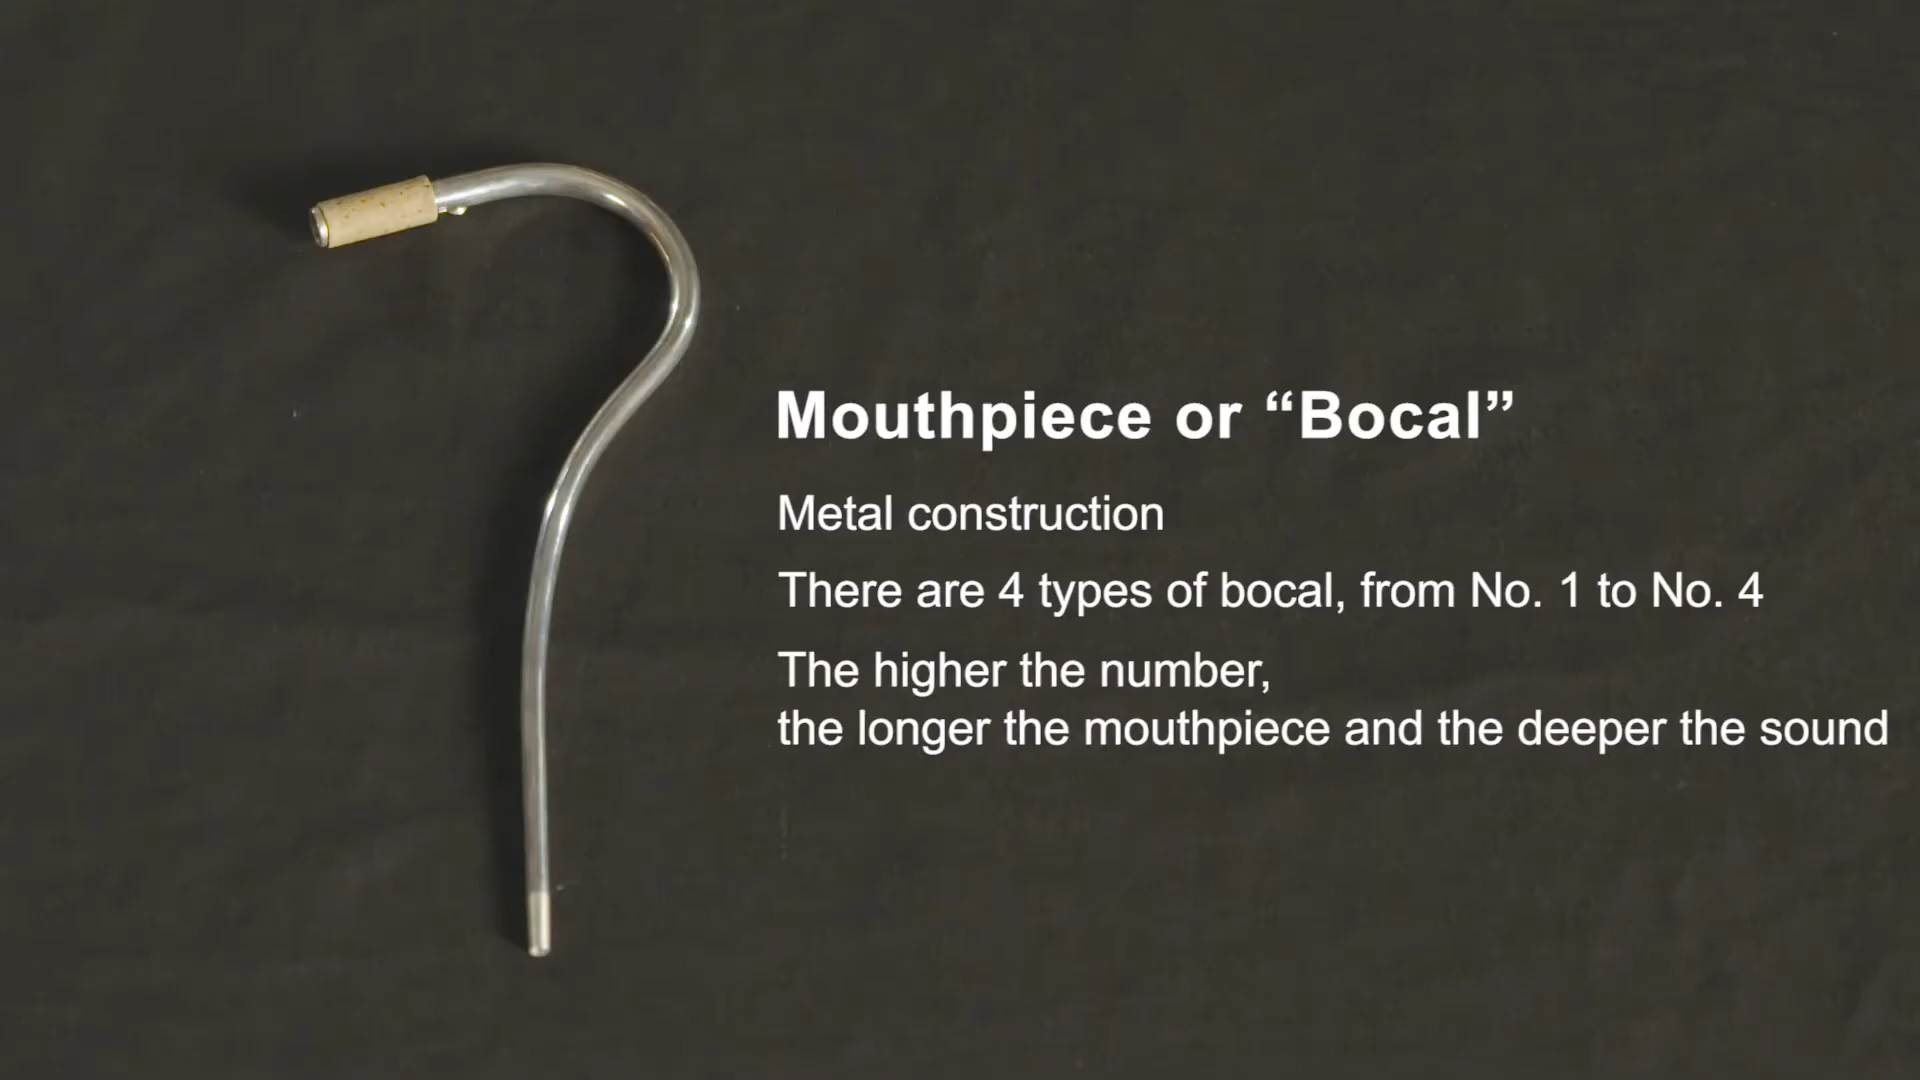 Mouthpiece or “Bocal”
Metal construction
There are 4 types of bocal, from No. 1 to No. 4
The higher the number,
the longer the mouthpiece and the deeper the sound